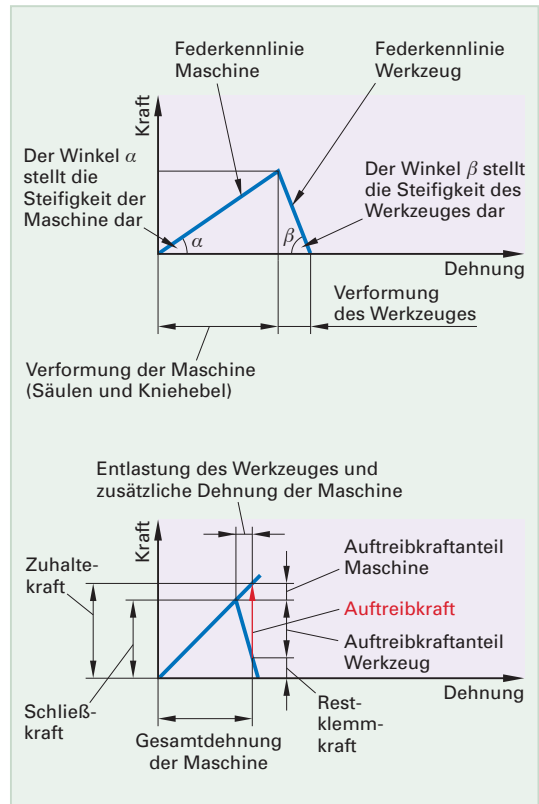 Federkennlinie
Maschine
Federkennlinie
Werkzeug
Kraft
Der Winkel α
stellt die
Steifigkeit der
Maschine dar
Der Winkel β stellt
die Steifigkeit des
Werkzeuges dar
α
β
Dehnung
Verformung
des Werkzeuges
Verformung der Maschine
(Säulen und Kniehebel)
Entlastung des Werkzeuges und
zusätzliche Dehnung der Maschine
Kraft
Zuhalte-
kraft
Auftreibkraftanteil
Maschine
Auftreibkraft
Auftreibkraftanteil
Werkzeug
Dehnung
Schließ-
kraft
Rest-
klemm-
kraft
Gesamtdehnung
der Maschine